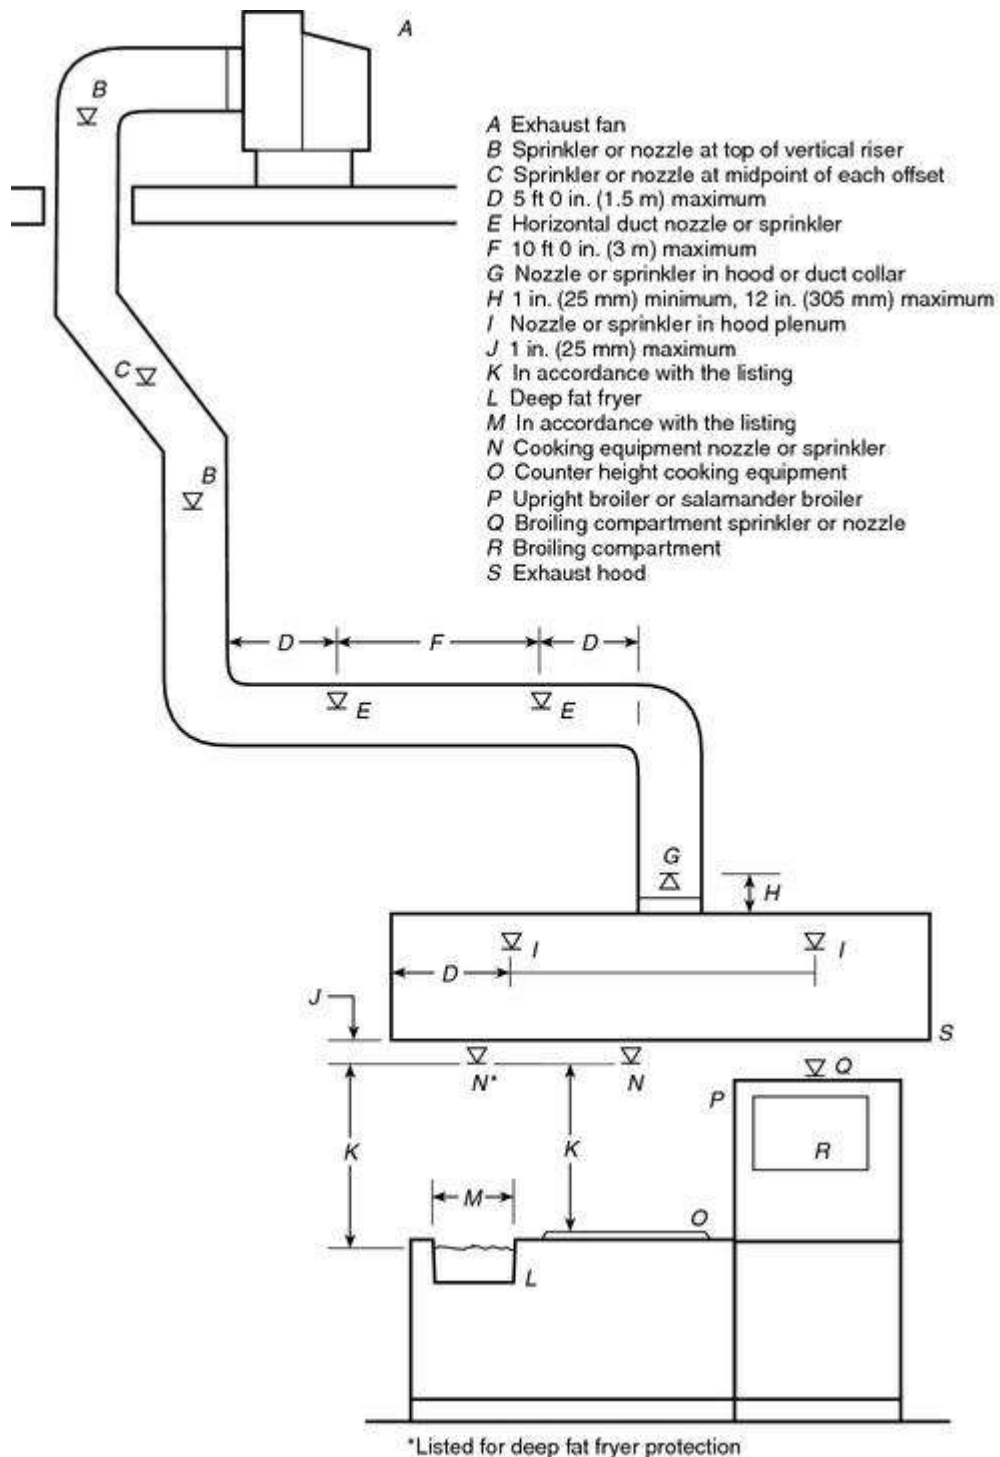 A
B
A Exhaust fan
B Sprinkler or nozzle at top of vertical riser
C Sprinkler or nozzle at midpoint of each offset
D 5 ft 0 in. (1.5 m) maximum
E Horizontal duct nozzle or sprinkler
F 10 ft 0 in. (3 m) maximum
G Nozzle or sprinkler in hood or duct collar
H 1 in. (25 mm) minimum, 12 in. (305 mm) maximum
I Nozzle or sprinkler in hood plenum
J 1 in. (25 mm) maximum
K In accordance with the listing
L Deep fat fryer
M In accordance with the listing
N Cooking equipment nozzle or sprinkler
O Counter height cooking equipment
P Upright broiler or salamander broiler
Q Broiling compartment sprinkler or nozzle
R Broiling compartment
S Exhaust hood
C
B
D F D
E E
G
H
I I
D
J
S
N* N Q
P
K K R
M
O
L
*Listed for deep fat fryer protection